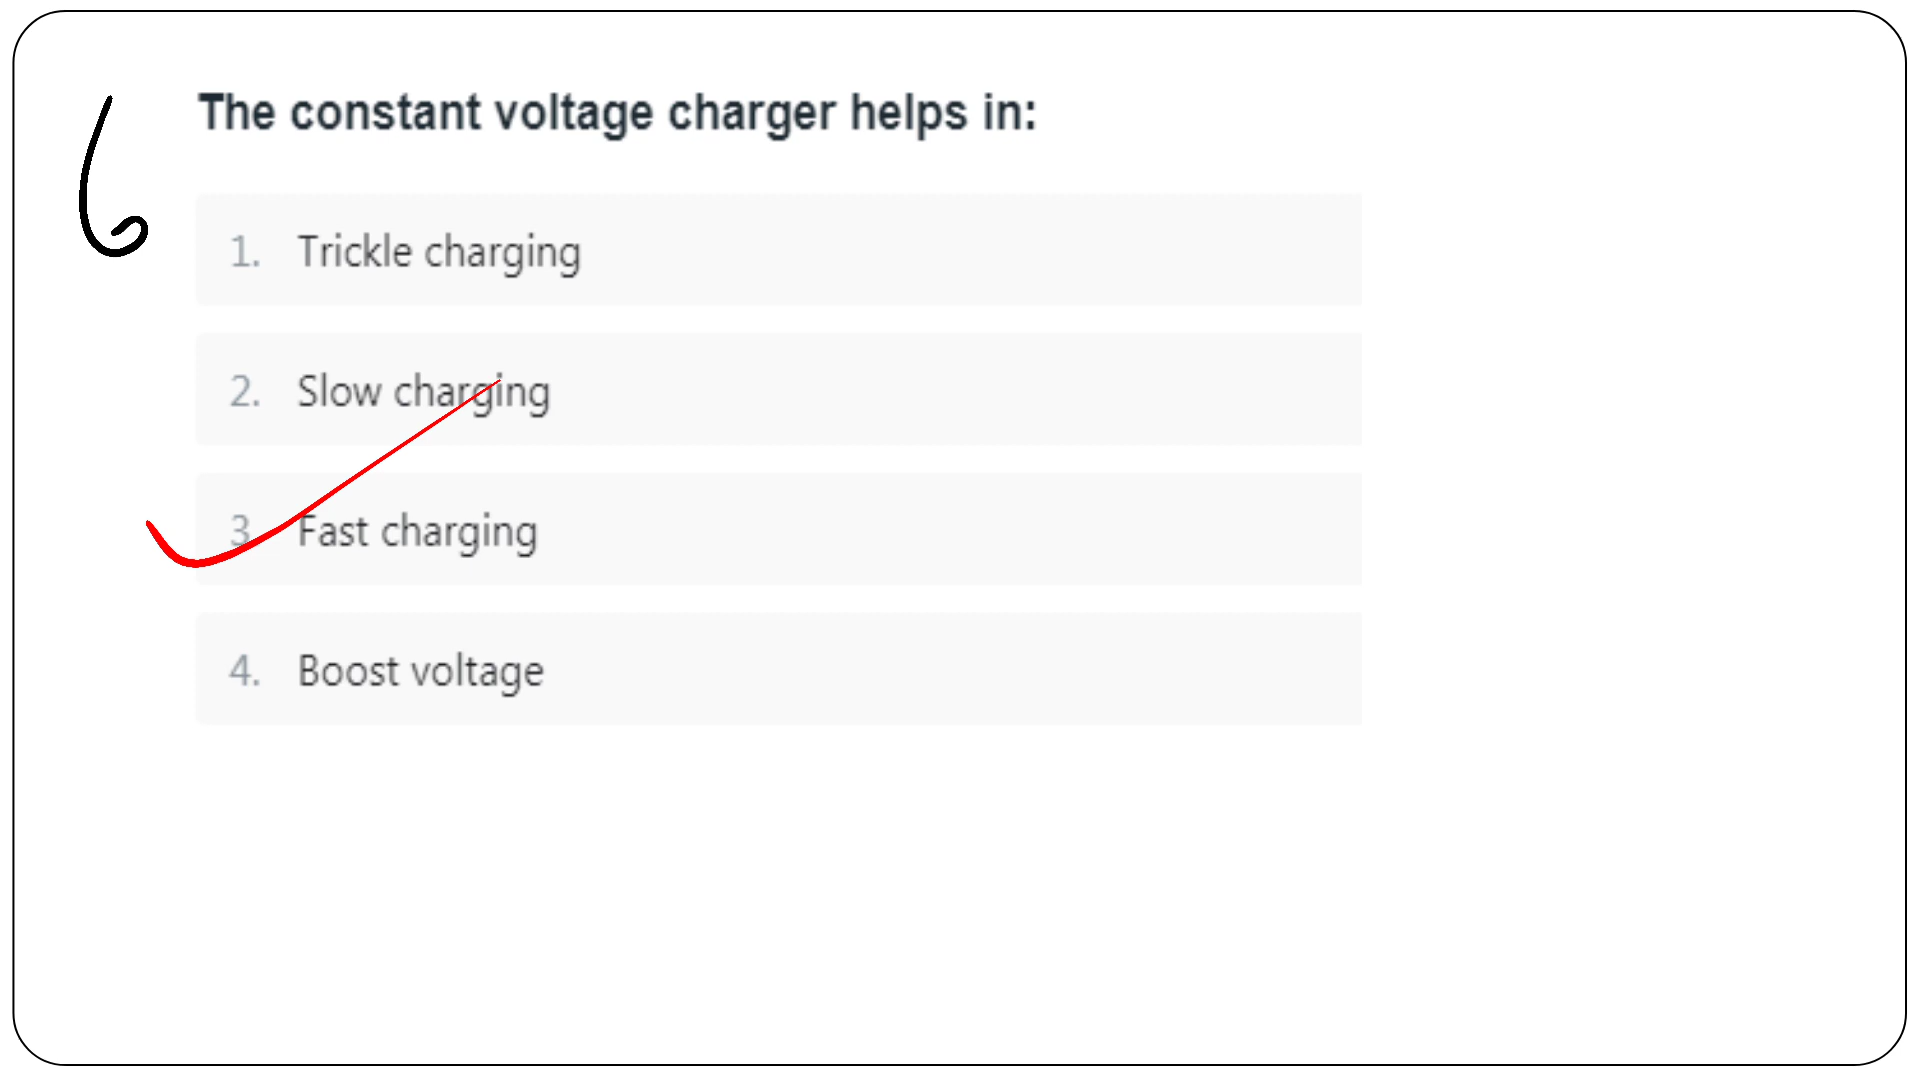 6
The constant voltage charger helps in:
1. Trickle charging
2. Slow charging
3. Fast charging
4. Boost voltage